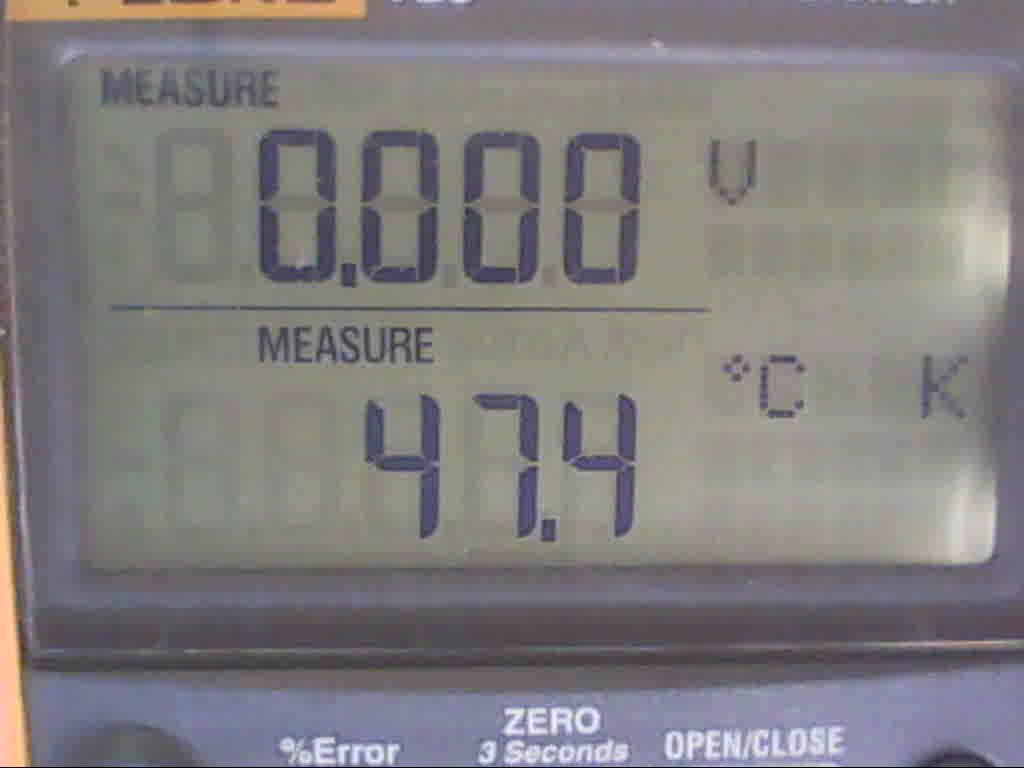 MEASURE
0.000 V
MEASURE
47.4 °C K
ZERO
%Error 3 Seconds OPEN/CLOSE